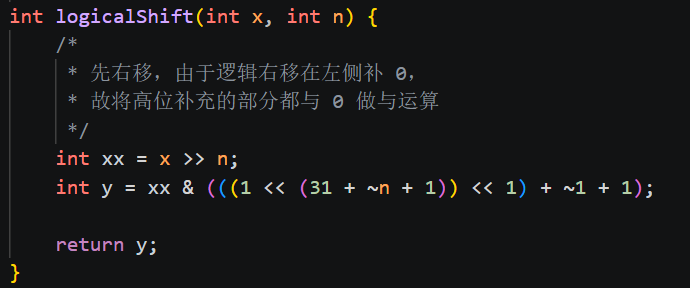 int logicalShift(int x, int n) {
/*
* 先右移，由于逻辑右移在左侧补 0，
* 故将高位补充的部分都与 0 做与运算
*/
int xx = x >> n;
int y = xx & (((1 << (31 + ~n + 1)) << 1) + ~1 + 1);
return y;
}